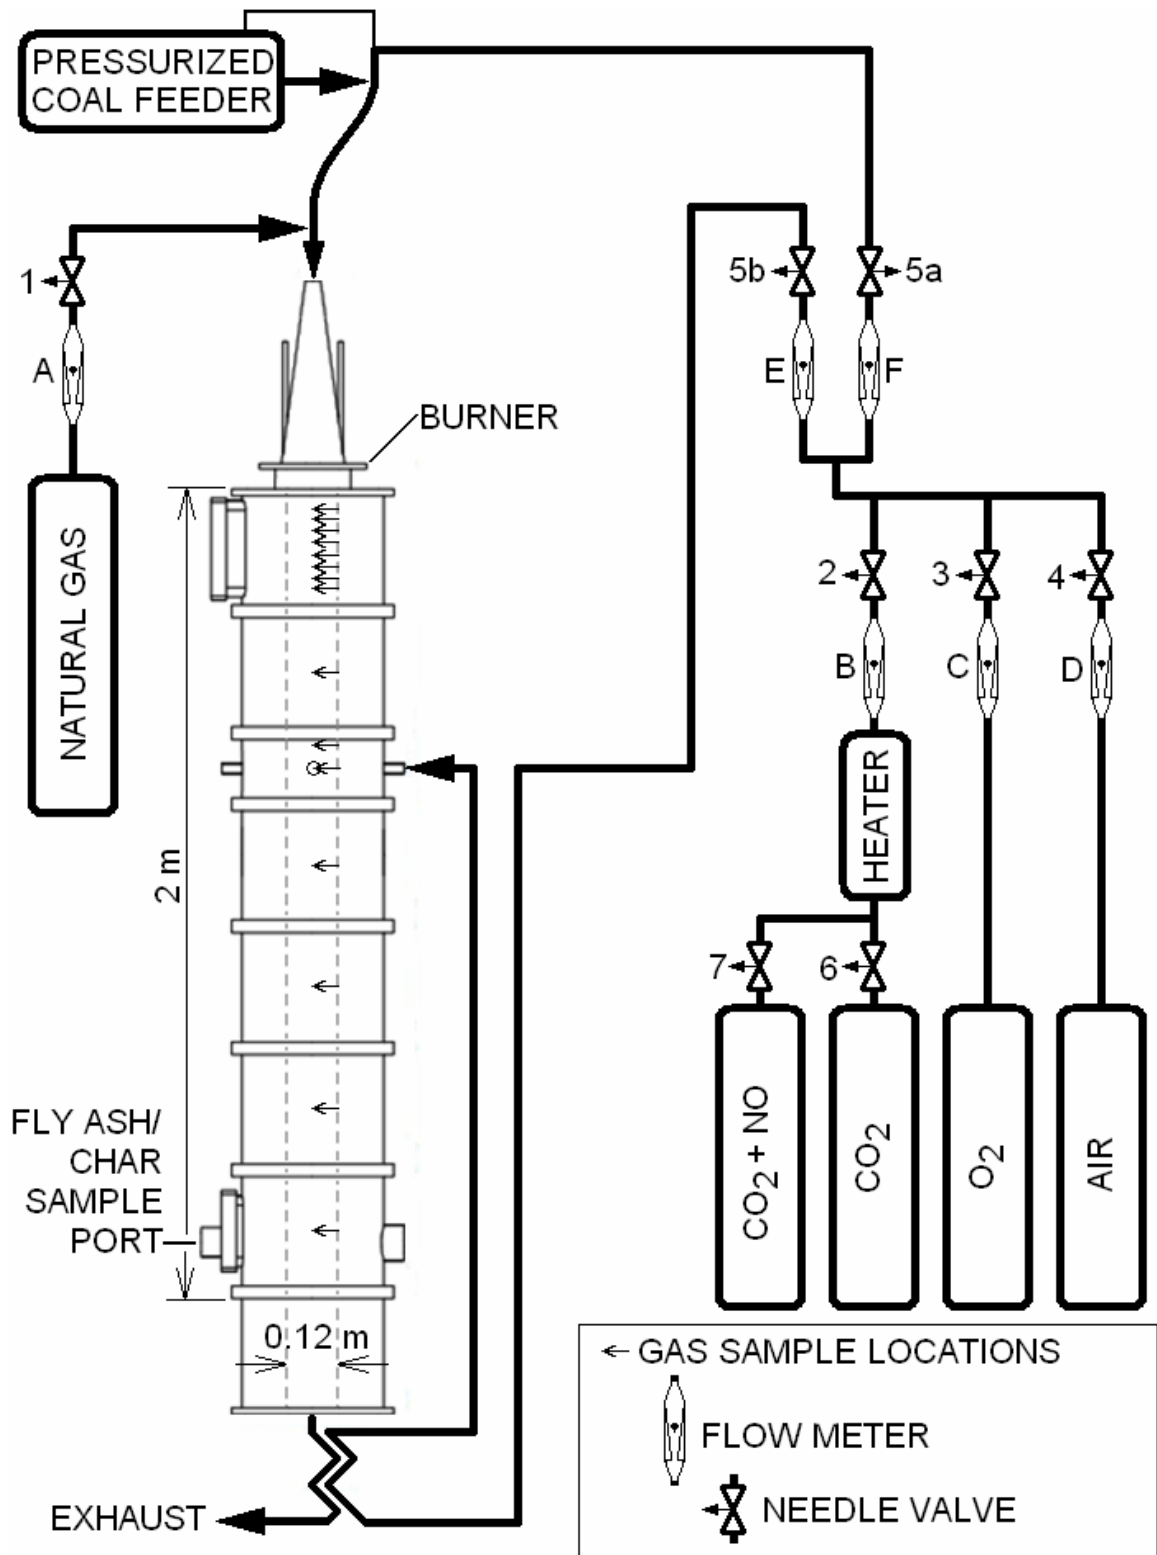 PRESSURIZED
COAL FEEDER
1
A
5b
5a
E
F
BURNER
NATURAL GAS
2
3
4
B
C
D
2 m
HEATER
7
6
CO2 + NO
CO2
O2
AIR
FLY ASH/
CHAR
SAMPLE
PORT
0.12 m
GAS SAMPLE LOCATIONS
FLOW METER
NEEDLE VALVE
EXHAUST